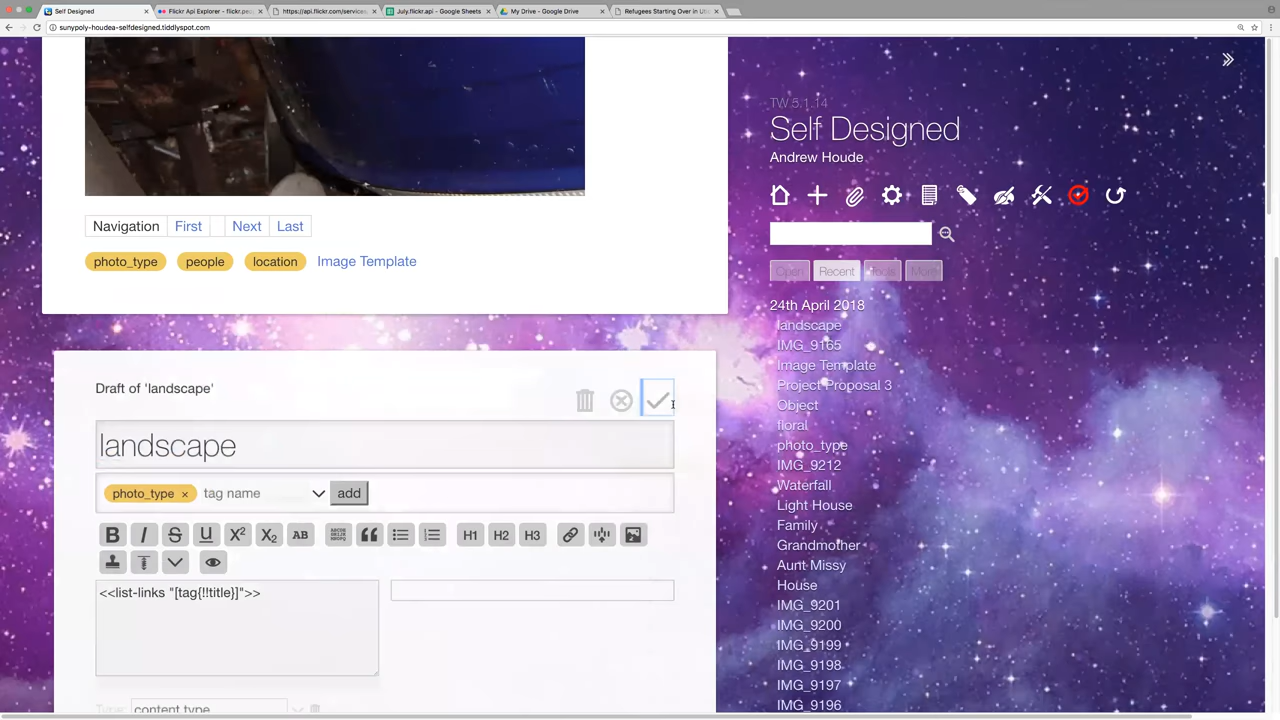 Self Designed
Flickr Api Explorer - flickr.pe
https://api.flickr.com/services
July.flickr.api - Google Sheets
My Drive - Google Drive
Refugees Starting Over in Uti
sunypoly-houdea-selfdesigned.tiddlyspot.com
Navigation First Next Last
photo_type people location Image Template
Draft of 'landscape'
landscape
photo_type × tag name add
B I S U X2 X2 AB H1 H2 H3
<<list-links "[tag{!!title}]">>
Type: content type
TW 5.1.14
Self Designed
Andrew Houde
Open Recent Tools More
24th April 2018
landscape
IMG_9165
Image Template
Project Proposal 3
Object
floral
photo_type
IMG_9212
Waterfall
Light House
Family
Grandmother
Aunt Missy
House
IMG_9201
IMG_9200
IMG_9199
IMG_9198
IMG_9197
IMG_9196